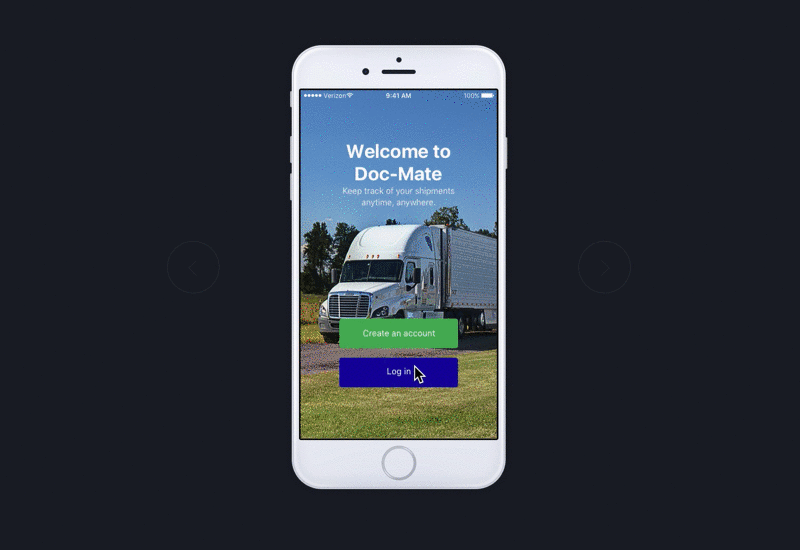 Verizon 9:41 AM 100%
Welcome to
Doc-Mate
Keep track of your shipments
anytime, anywhere.
Create an account
Log in